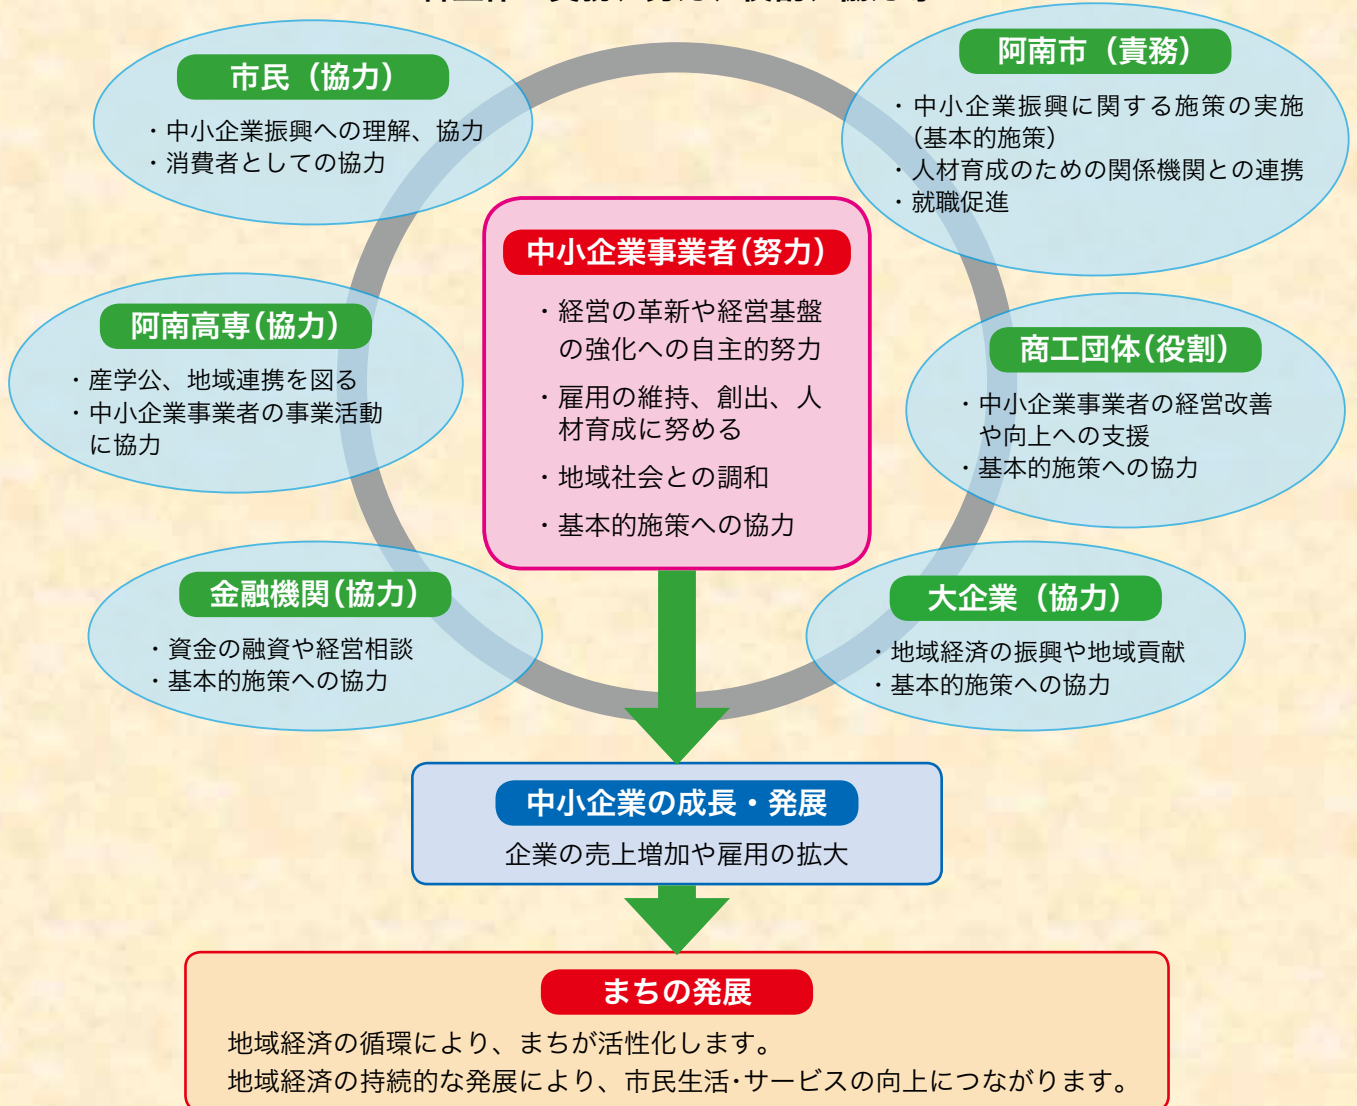 市民（協力）
・中小企業振興への理解、協力
・消費者としての協力
阿南市（責務）
・中小企業振興に関する施策の実施
（基本的施策）
・人材育成のための関係機関との連携
・就職促進
中小企業事業者（努力）
・経営の革新や経営基盤
の強化への自主的努力
・雇用の維持、創出、人
材育成に努める
・地域社会との調和
・基本的施策への協力
阿南高専（協力）
・産学公、地域連携を図る
・中小企業事業者の事業活動
に協力
商工団体（役割）
・中小企業事業者の経営改善
や向上への支援
・基本的施策への協力
金融機関（協力）
・資金の融資や経営相談
・基本的施策への協力
大企業（協力）
・地域経済の振興や地域貢献
・基本的施策への協力
中小企業の成長・発展
企業の売上増加や雇用の拡大
まちの発展
地域経済の循環により、まちが活性化します。
地域経済の持続的な発展により、市民生活･サービスの向上につながります。